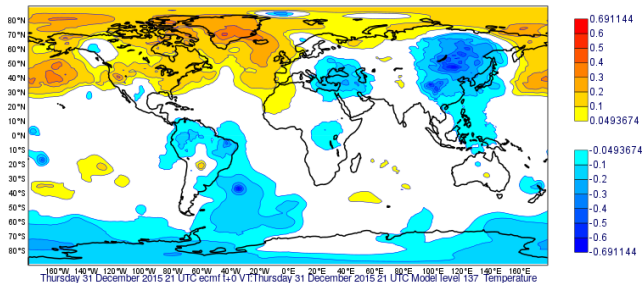 80°N
70°N
60°N
50°N
40°N
30°N
20°N
10°N
0°N
10°S
20°S
30°S
40°S
50°S
60°S
70°S
80°S
160°W 140°W 120°W 100°W 80°W 60°W 40°W 20°W 0°E 20°E 40°E 60°E 80°E 100°E 120°E 140°E 160°E
Thursday 31 December 2015 21 UTC ecmf t+0 VT:Thursday 31 December 2015 21 UTC Model level 137 Temperature
0.691144
0.6
0.5
0.4
0.3
0.2
0.1
0.0493674
-0.0493674
-0.1
-0.2
-0.3
-0.4
-0.5
-0.6
-0.691144